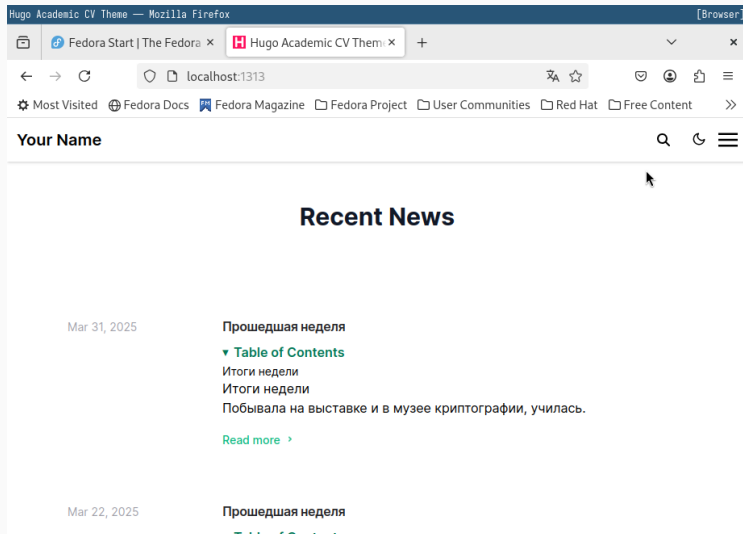 Hugo Academic CV Theme — Mozilla Firefox [Browser]
Fedora Start | The Fedora Hugo Academic CV Them
localhost:1313
Most Visited Fedora Docs Fedora Magazine Fedora Project User Communities Red Hat Free Content
Your Name
Recent News
Mar 31, 2025 Прошедшая неделя
Table of Contents
Итоги недели
Итоги недели
Побывала на выставке и в музее криптографии, училась.
Read more
Mar 22, 2025 Прошедшая неделя